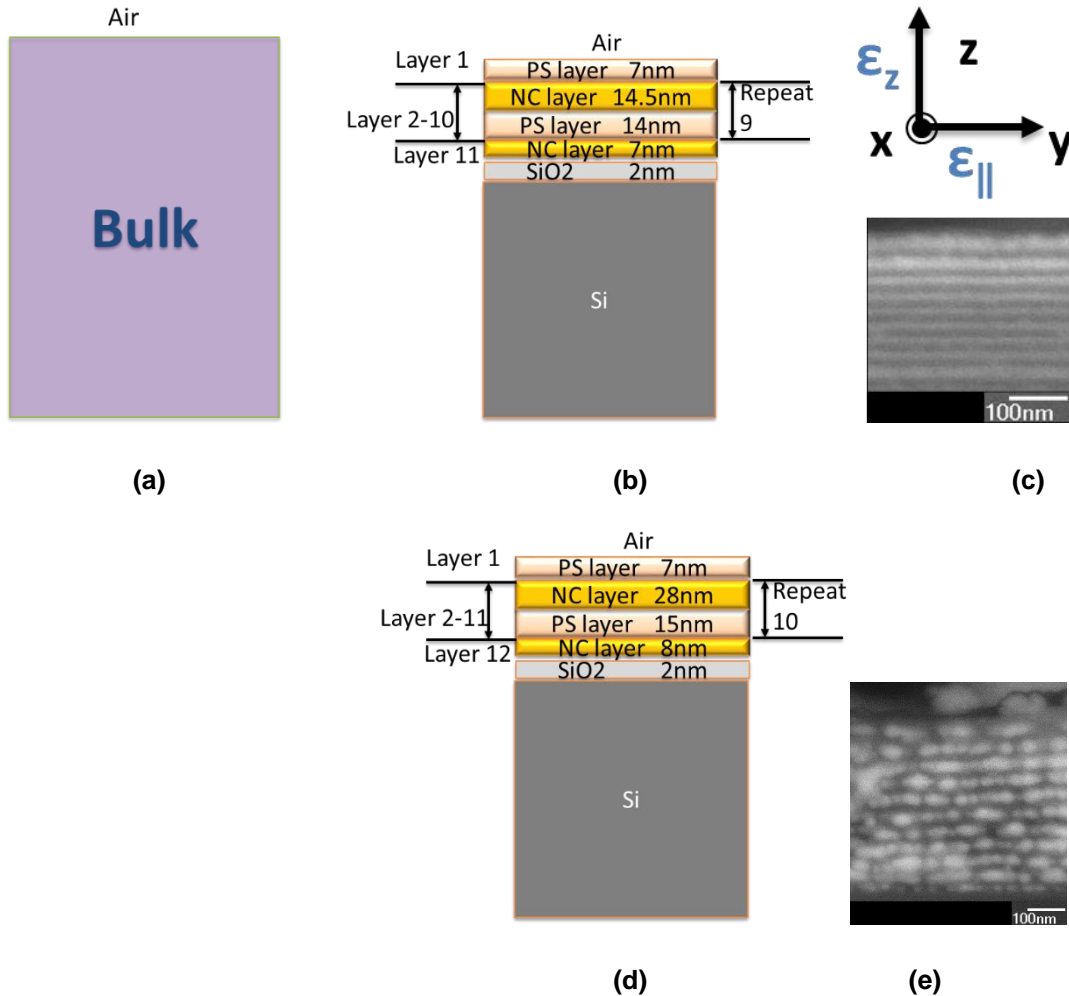 Air
Bulk
(a)
Air
Layer 1
PS layer 7nm
NC layer 14.5nm
Layer 2-10
Repeat
9
PS layer 14nm
Layer 11
NC layer 7nm
SiO2 2nm
Si
(b)
εz
z
x
y
ε||
100nm
(c)
Air
Layer 1
PS layer 7nm
NC layer 28nm
Layer 2-11
Repeat
10
PS layer 15nm
Layer 12
NC layer 8nm
SiO2 2nm
Si
(d)
100nm
(e)